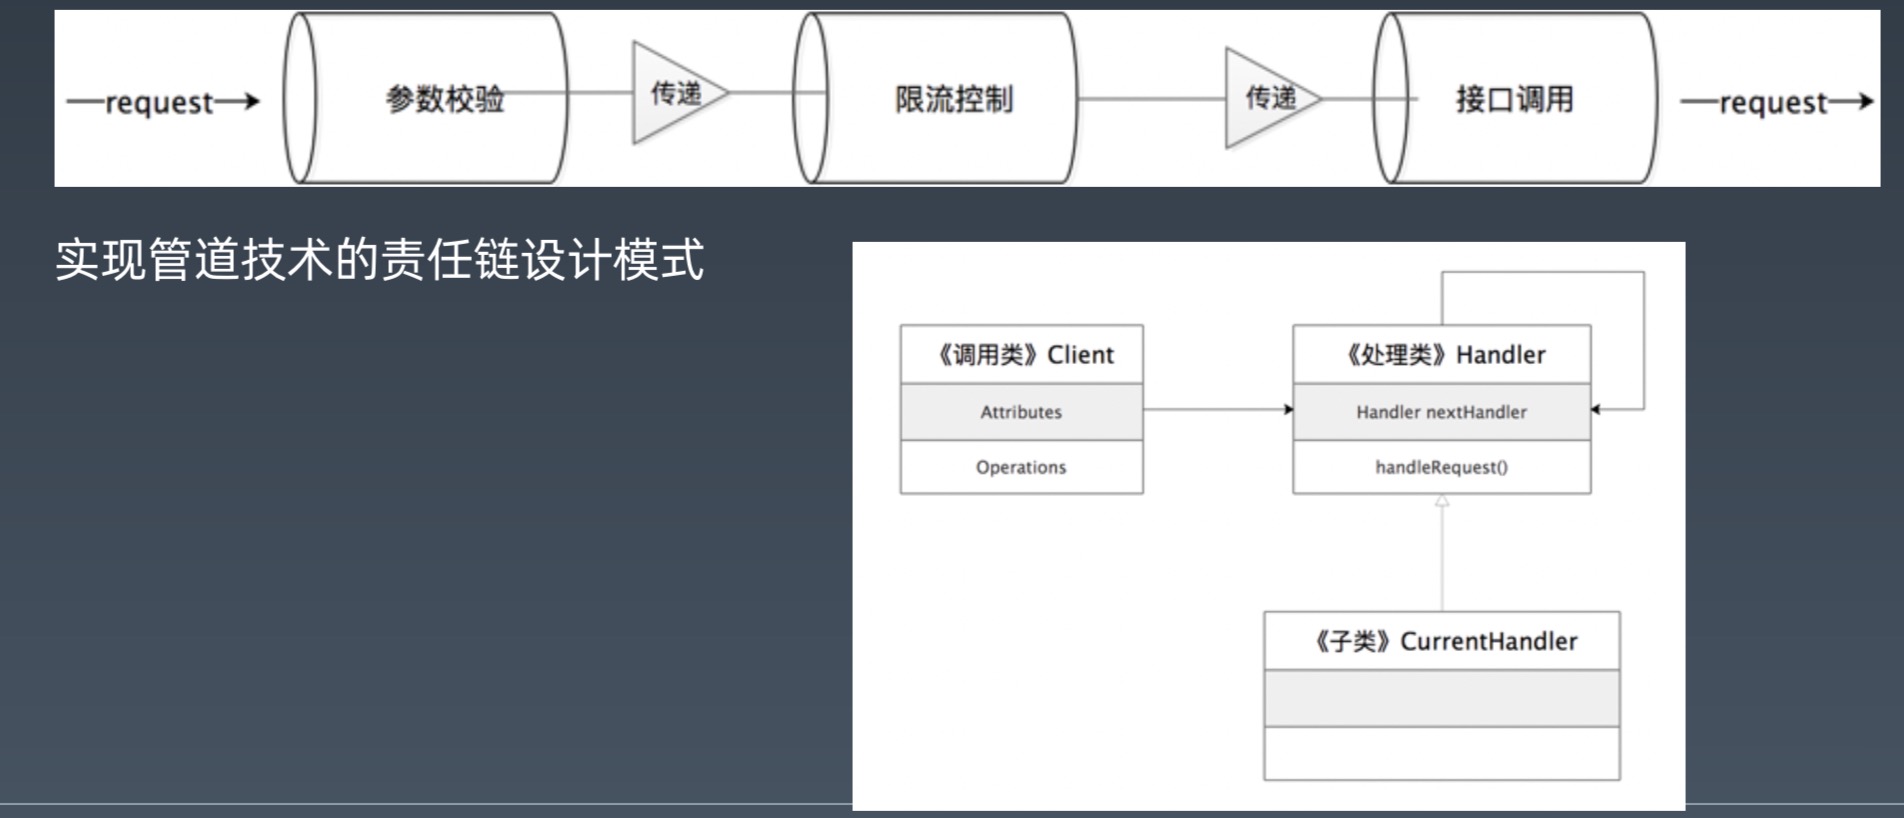 request
参数校验
传递
限流控制
传递
接口调用
request
实现管道技术的责任链设计模式
《调用类》Client
Attributes
Operations
《处理类》Handler
Handler nextHandler
handleRequest()
《子类》CurrentHandler